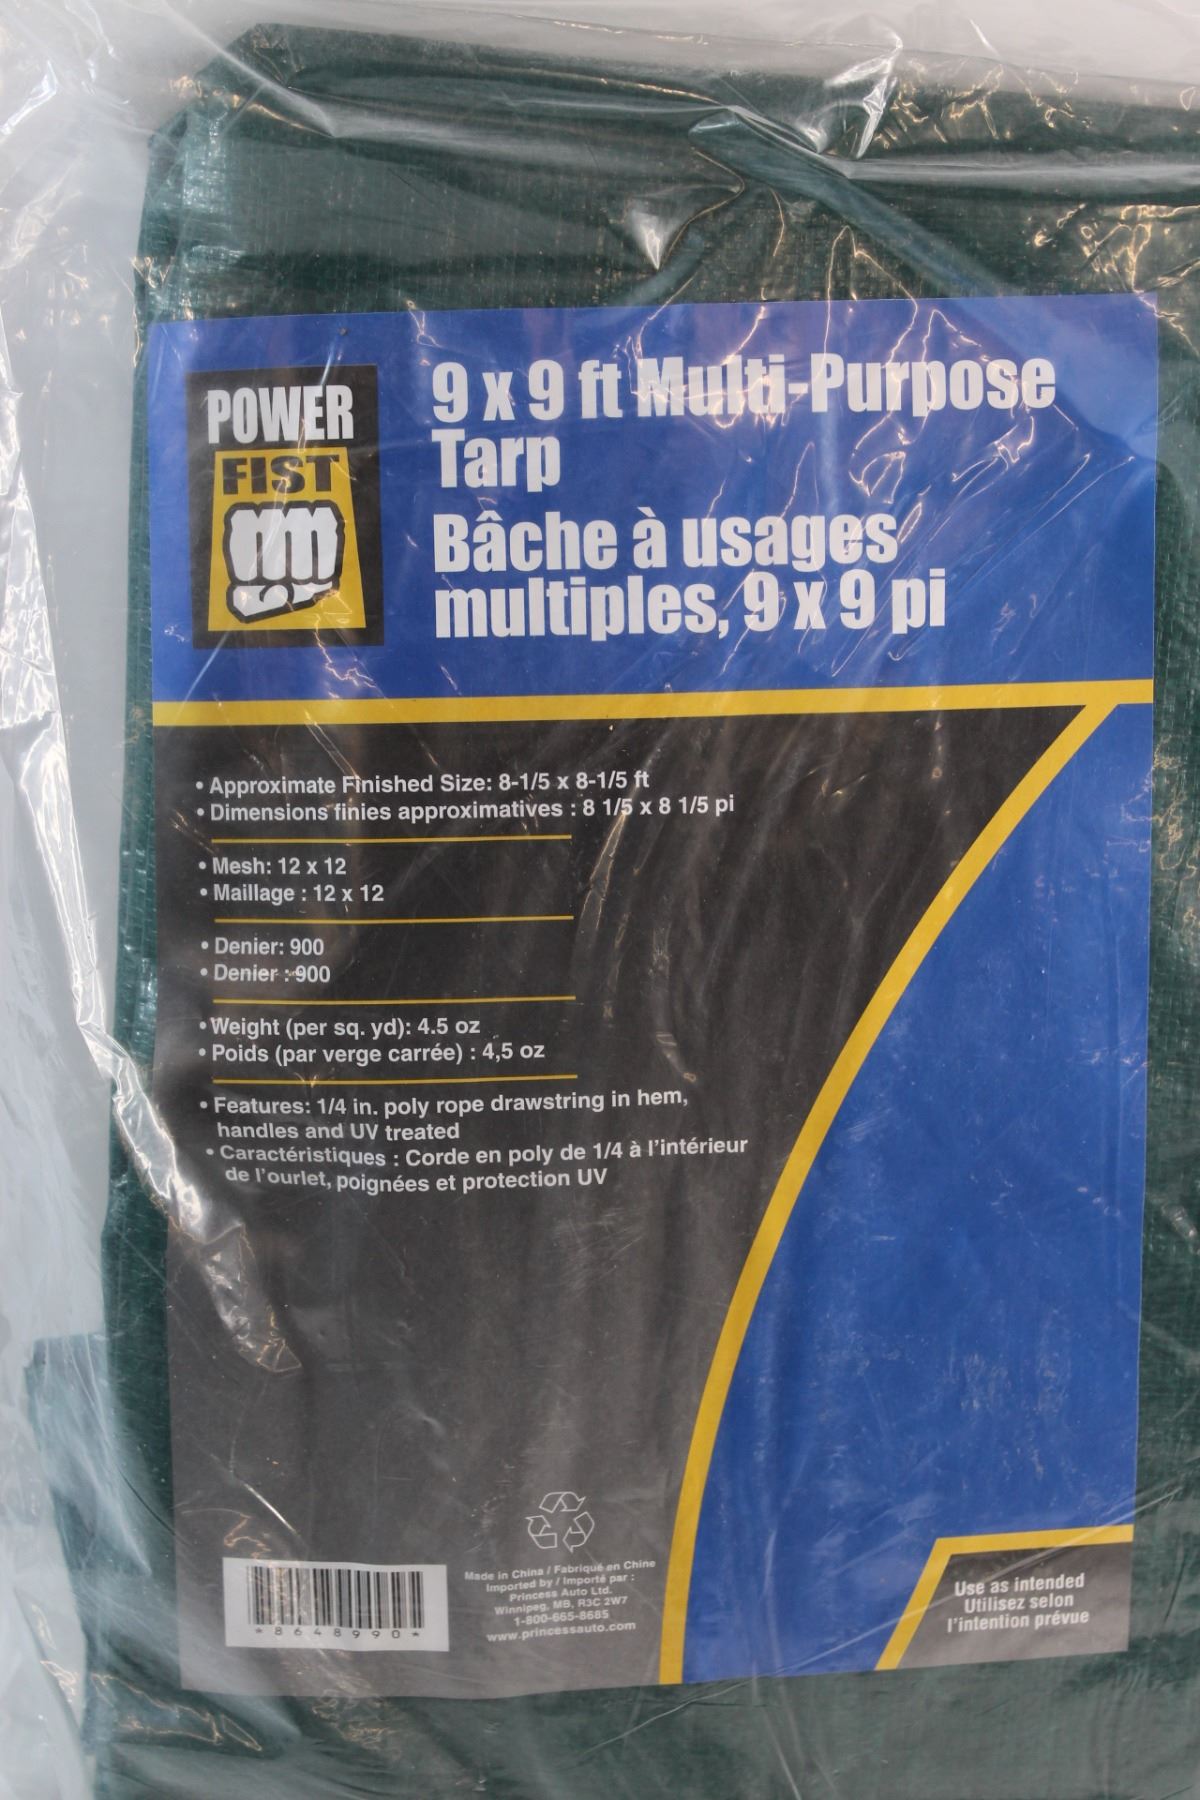 POWER
FIST
9 x 9 ft Multi-Purpose
Tarp
Bâche à usages
multiples, 9 x 9 pi
• Approximate Finished Size: 8-1/5 x 8-1/5 ft
• Dimensions finies approximatives : 8 1/5 x 8 1/5 pi
• Mesh: 12 x 12
• Maillage : 12 x 12
• Denier: 900
• Denier : 900
• Weight (per sq. yd): 4.5 oz
• Poids (par verge carrée) : 4,5 oz
• Features: 1/4 in. poly rope drawstring in hem,
handles and UV treated
• Caractéristiques : Corde en poly de 1/4 à l'intérieur
de l'ourlet, poignées et protection UV
*8648990*
Made in China / Fabriqué en Chine
Imported by / Importé par :
Princess Auto Ltd.
Winnipeg, MB, R3C 2W7
1-800-665-8685
www.princessauto.com
Use as intended
Utilisez selon
l'intention prévue